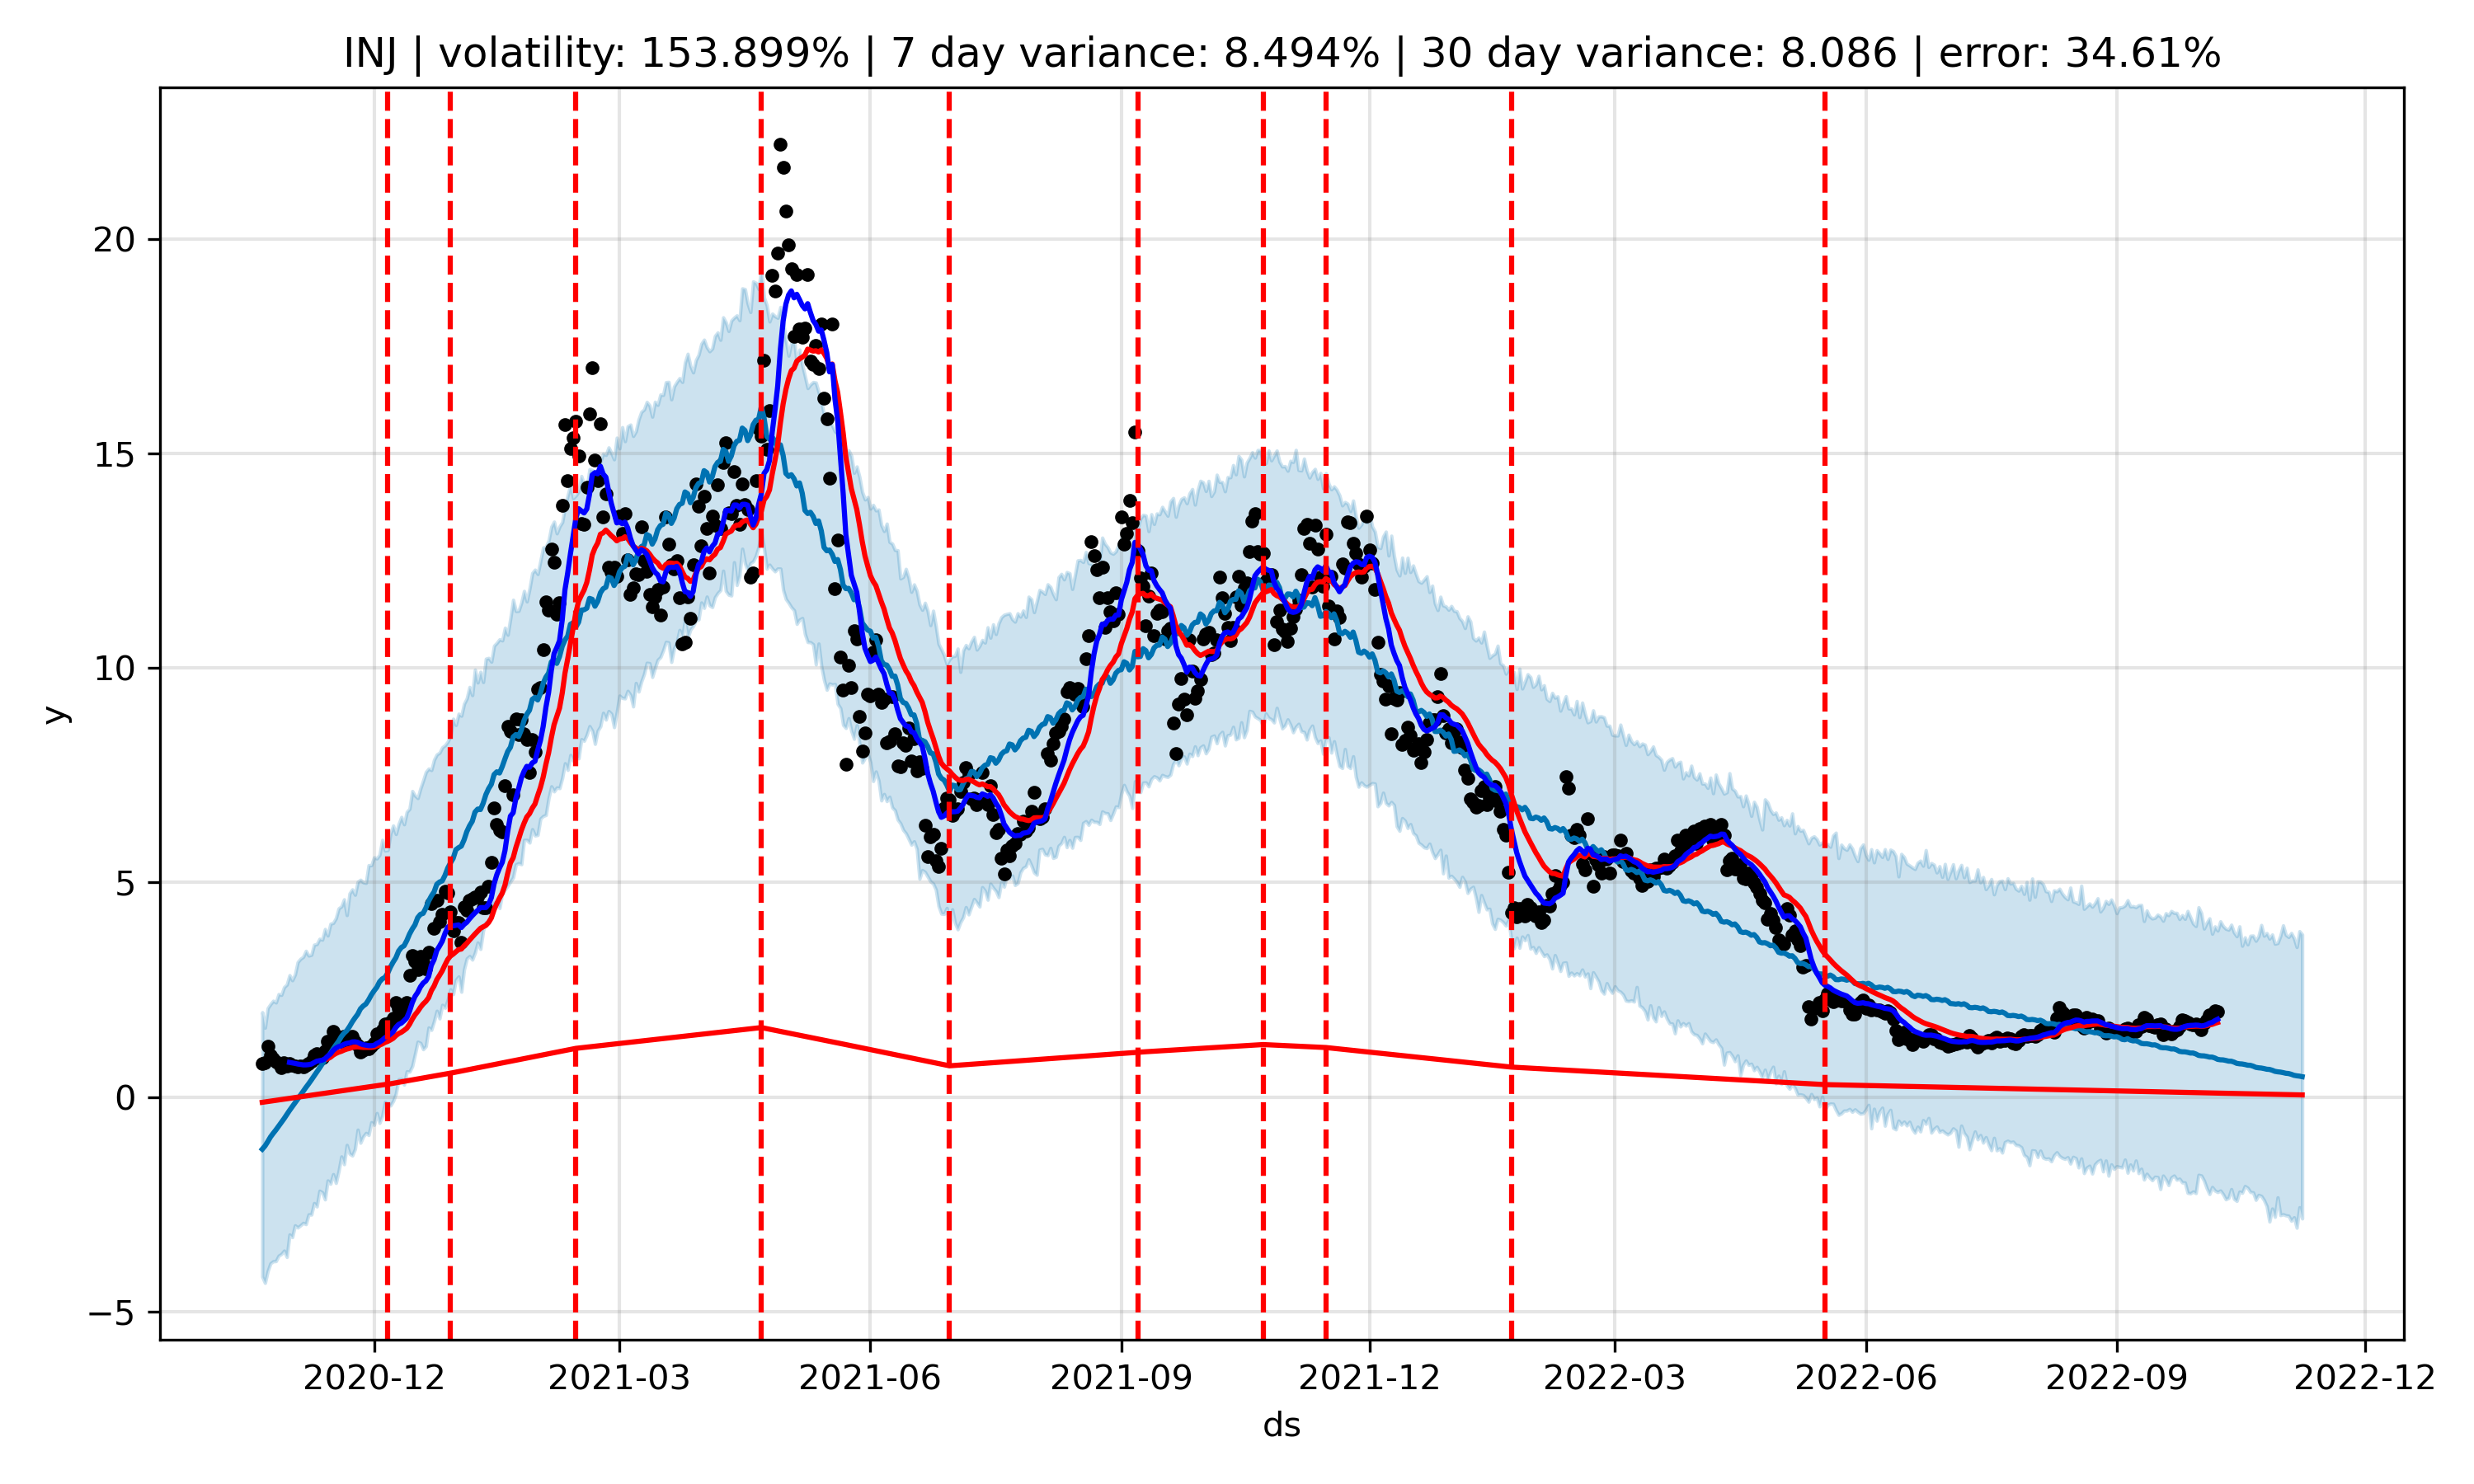 INJ | volatility: 153.899% | 7 day variance: 8.494% | 30 day variance: 8.086 | error: 34.61%
20
15
10
5
0
−5
y
2020-12 2021-03 2021-06 2021-09 2021-12 2022-03 2022-06 2022-09 2022-12
ds